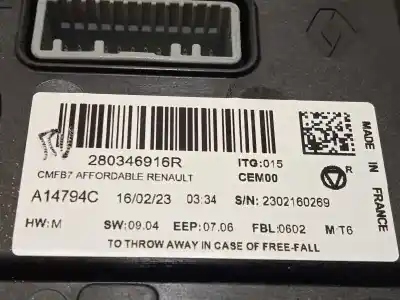 280346916R
ITG:015
CMFB7 AFFORDABLE RENAULT
CEM00
R
A14794C 16/02/23 03:34 S/N: 2302160269
HW:M SW:09.04 EEP:07.06 FBL:0602 M:T6
TO THROW AWAY IN CASE OF FREE-FALL
MADE IN FRANCE